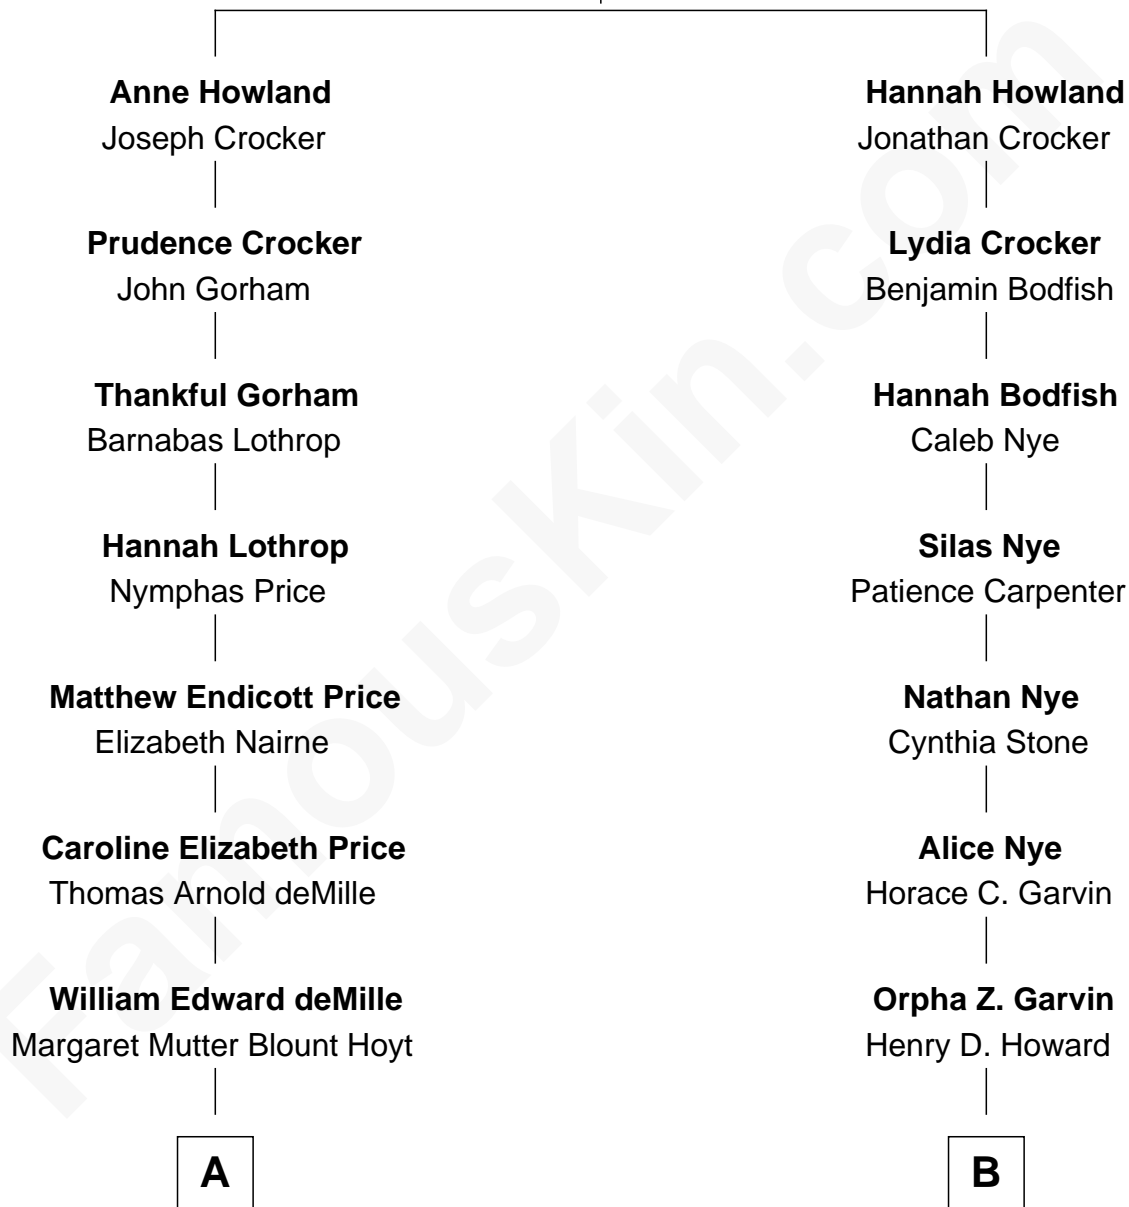 Anne Howland
Joseph Crocker
Hannah Howland
Jonathan Crocker
Prudence Crocker
John Gorham
Lydia Crocker
Benjamin Bodfish
Thankful Gorham
Barnabas Lothrop
Hannah Bodfish
Caleb Nye
Hannah Lothrop
Nymphas Price
Silas Nye
Patience Carpenter
Matthew Endicott Price
Elizabeth Nairne
Nathan Nye
Cynthia Stone
Caroline Elizabeth Price
Thomas Arnold deMille
Alice Nye
Horace C. Garvin
William Edward deMille
Margaret Mutter Blount Hoyt
Orpha Z. Garvin
Henry D. Howard
A
B
FamousKin.com